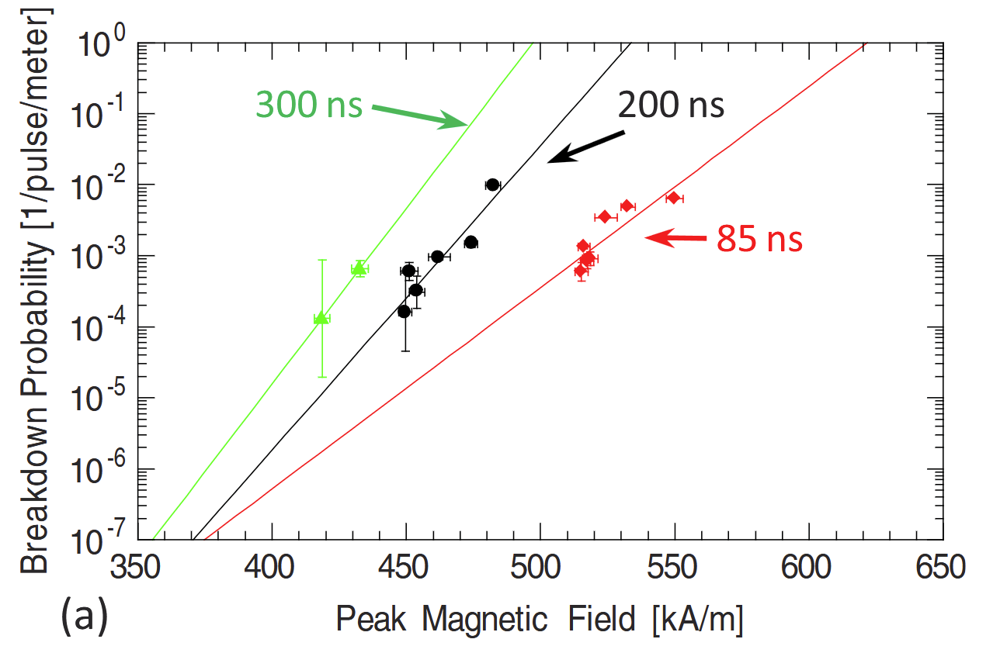 Breakdown Probability [1/pulse/meter]
10^0
10^-1
10^-2
10^-3
10^-4
10^-5
10^-6
10^-7
300 ns
200 ns
85 ns
350 400 450 500 550 600 650
(a) Peak Magnetic Field [kA/m]